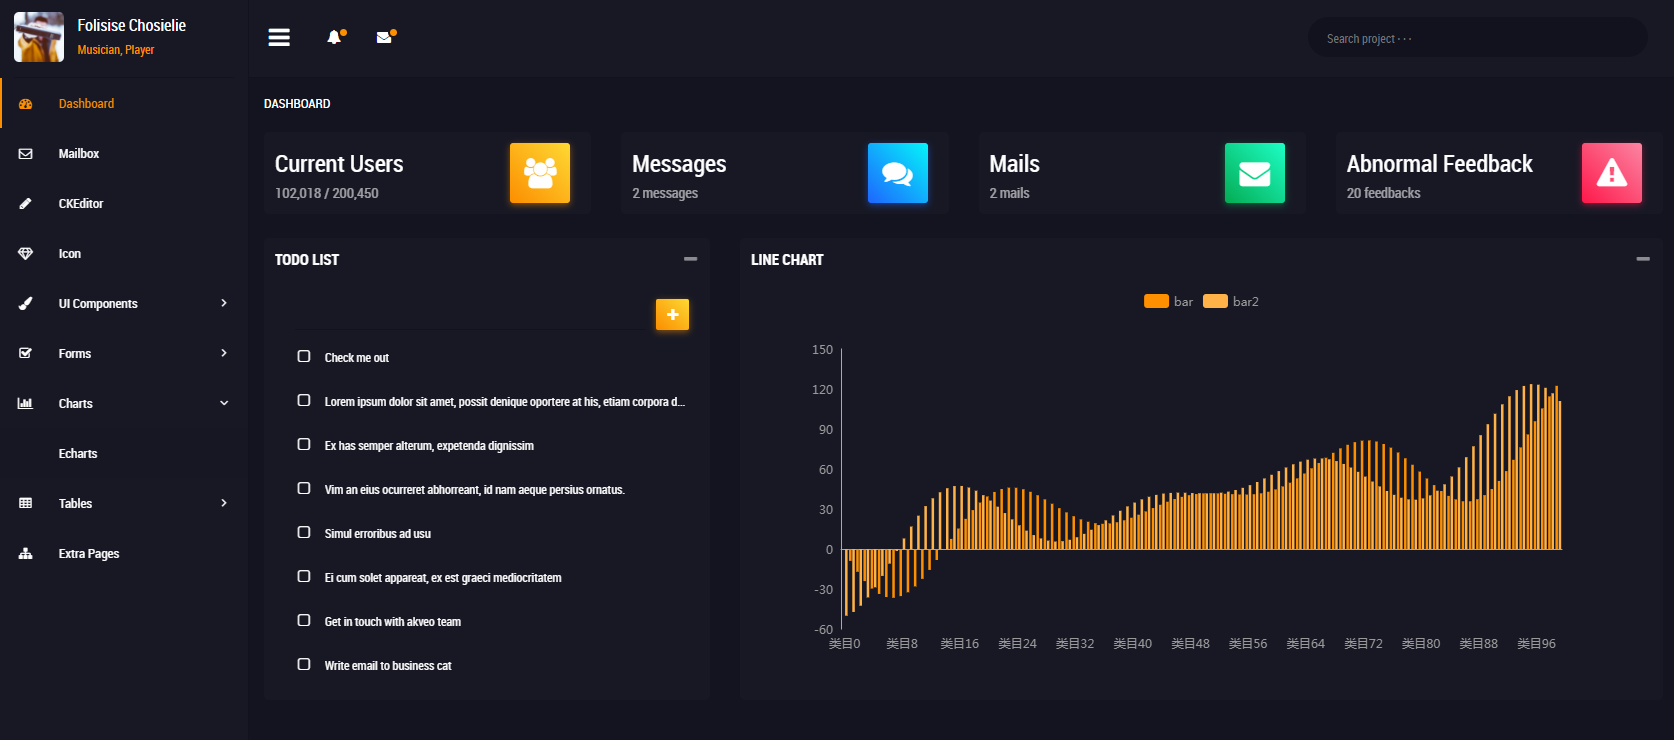 Folisise Chosielie
Musician, Player
Search project · · ·
Dashboard
Mailbox
CKEditor
Icon
UI Components
Forms
Charts
Echarts
Tables
Extra Pages
DASHBOARD
Current Users
102,018 / 200,450
Messages
2 messages
Mails
2 mails
Abnormal Feedback
20 feedbacks
TODO LIST
Check me out
Lorem ipsum dolor sit amet, possit denique oportere at his, etiam corpora d...
Ex has semper alterum, expetenda dignissim
Vim an eius ocurreret abhorreant, id nam aeque persius ornatus.
Simul erroribus ad usu
Ei cum solet appareat, ex est graeci mediocritatem
Get in touch with akveo team
Write email to business cat
LINE CHART
bar bar2
150
120
90
60
30
0
-30
-60
类目0 类目8 类目16 类目24 类目32 类目40 类目48 类目56 类目64 类目72 类目80 类目88 类目96